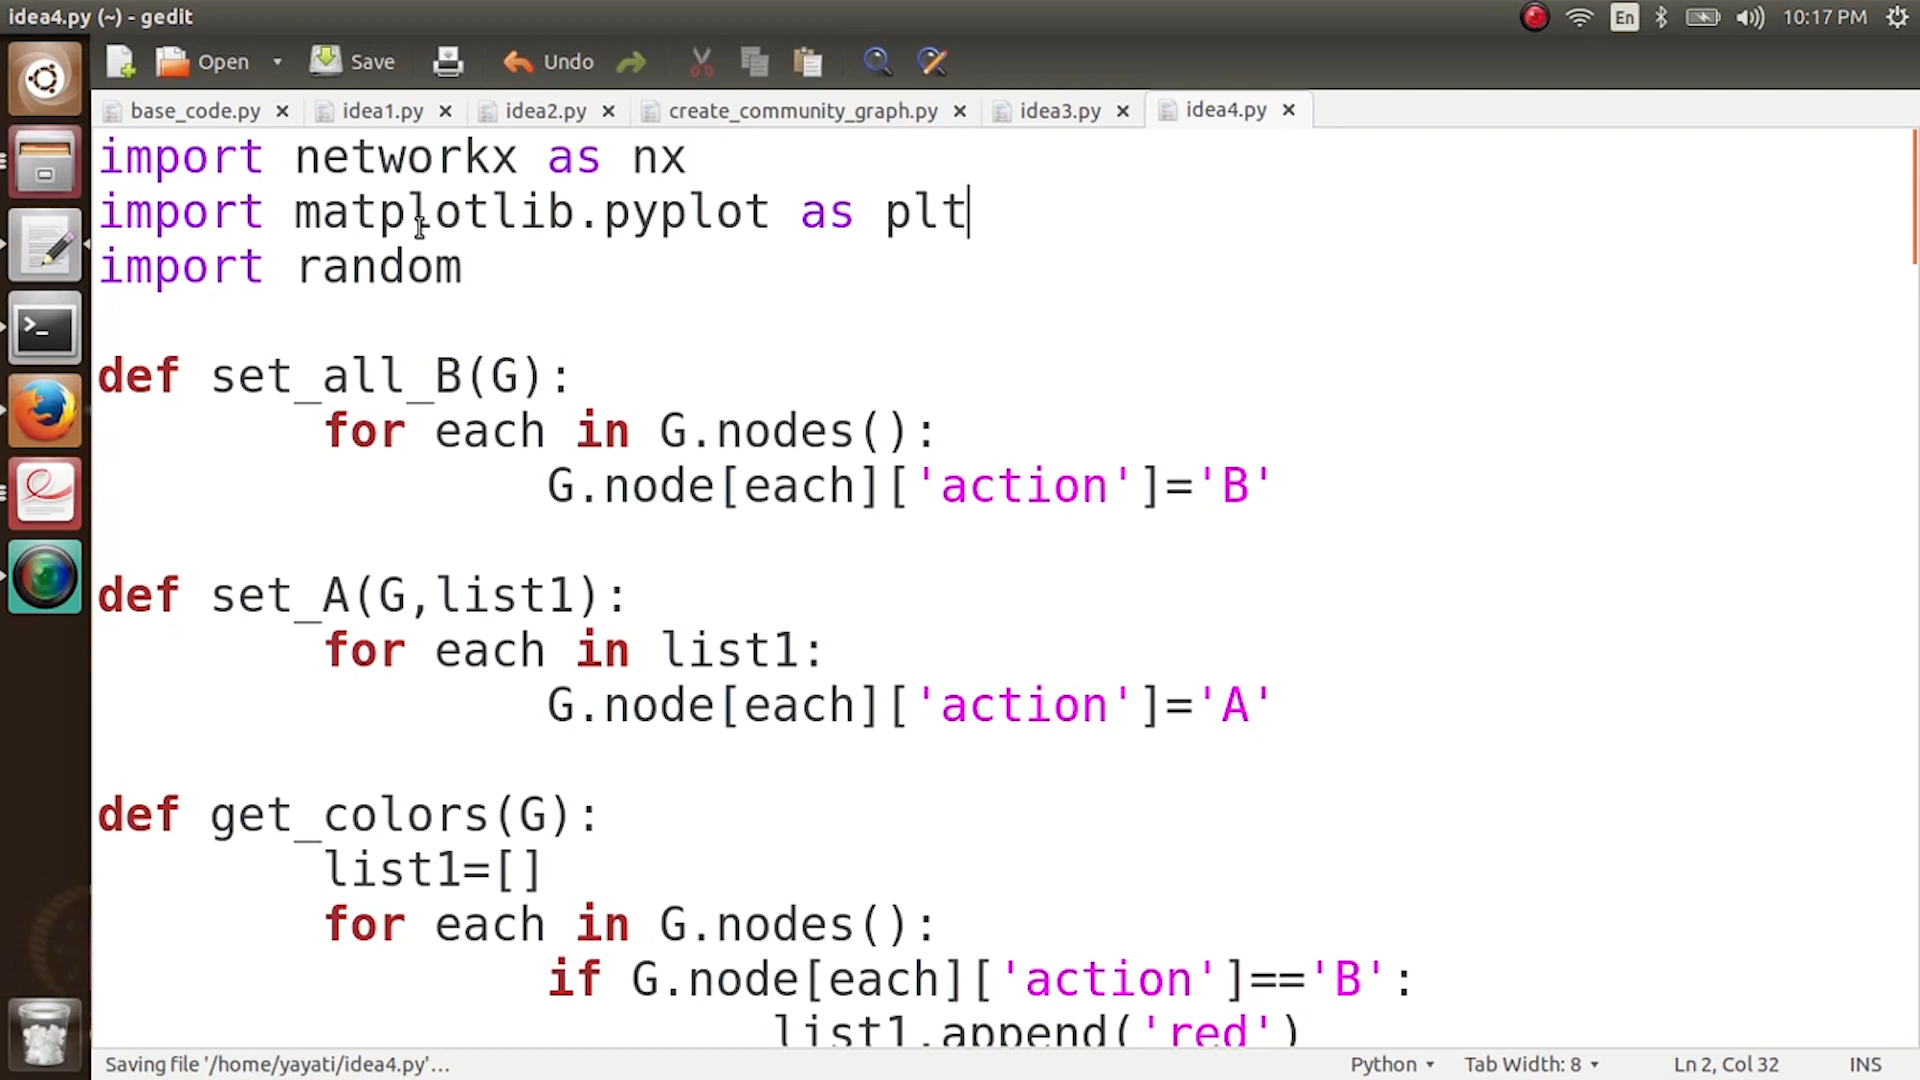 idea4.py (~) - gedit
En
10:17 PM
Open
Save
Undo
base_code.py
idea1.py
idea2.py
create_community_graph.py
idea3.py
idea4.py
import networkx as nx
import matplotlib.pyplot as plt
import random
def set_all_B(G):
for each in G.nodes():
G.node[each]['action']='B'
def set_A(G,list1):
for each in list1:
G.node[each]['action']='A'
def get_colors(G):
list1=[]
for each in G.nodes():
if G.node[each]['action']=='B':
list1.append('red')
Saving file '/home/yayati/idea4.py'…
Python
Tab Width: 8
Ln 2, Col 32
INS